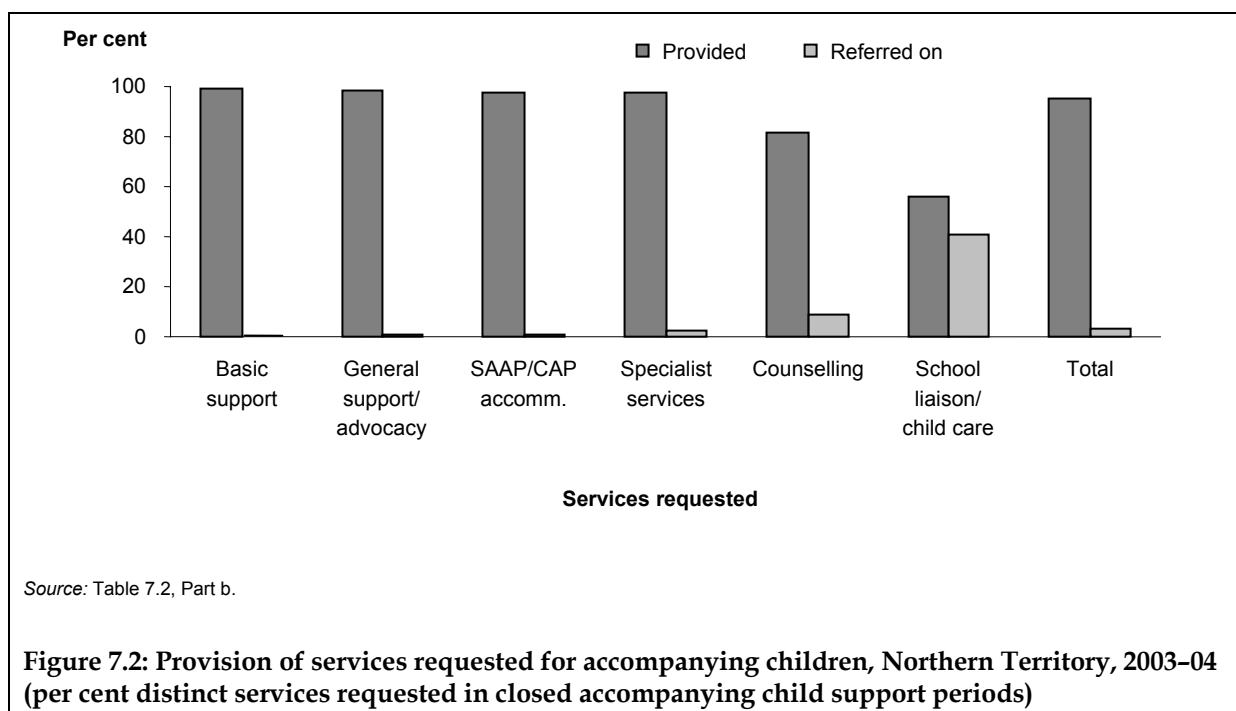 Per cent
Provided Referred on
100
80
60
40
20
0
Basic support
General support/ advocacy
SAAP/CAP accomm.
Specialist services
Counselling
School liaison/ child care
Total
Services requested
Source: Table 7.2, Part b.
Figure 7.2: Provision of services requested for accompanying children, Northern Territory, 2003–04
(per cent distinct services requested in closed accompanying child support periods)